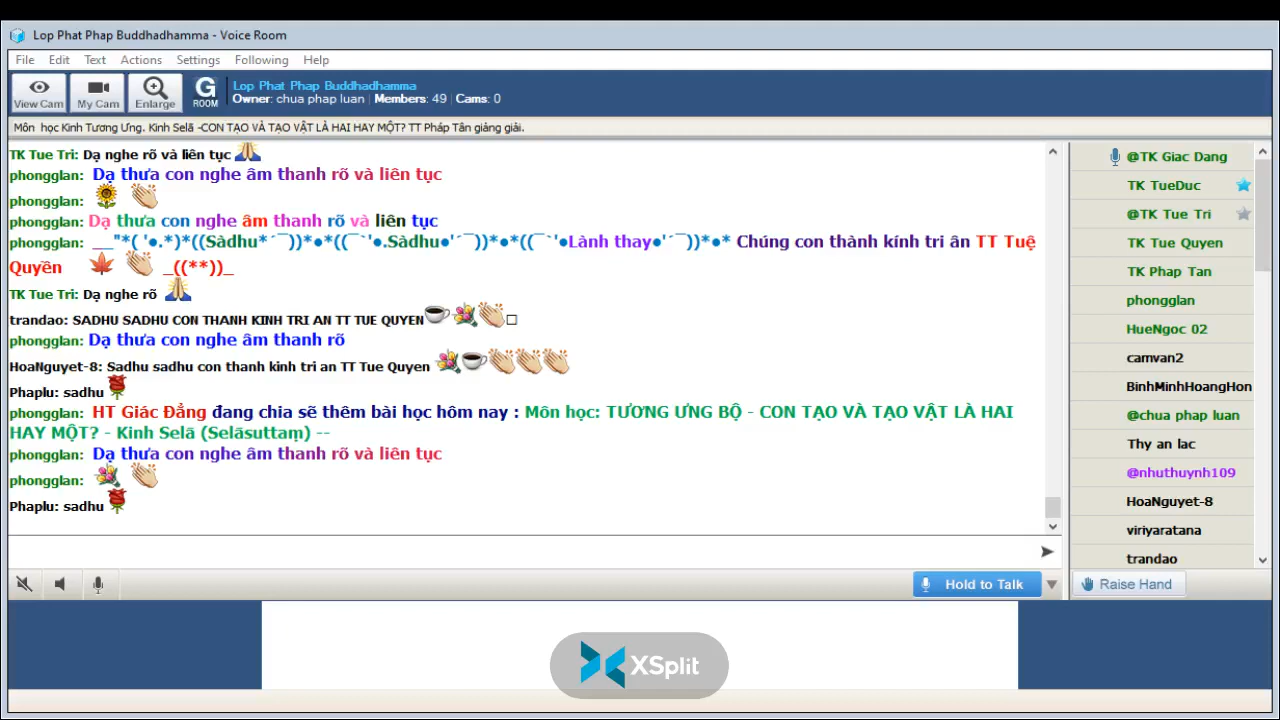 Lop Phat Phap Buddhadhamma - Voice Room
File Edit Text Actions Settings Following Help
View Cam My Cam Enlarge G ROOM
Lop Phat Phap Buddhadhamma
Owner: chua phap luan | Members: 49 | Cams: 0
Môn học Kinh Tương Ưng. Kinh Selā -CON TẠO VÀ TẠO VẬT LÀ HAI HAY MỘT? TT Pháp Tân giảng giải.
TK Tue Tri: Dạ nghe rõ và liên tục
phongglan: Dạ thưa con nghe âm thanh rõ và liên tục
phongglan:
phongglan: Dạ thưa con nghe âm thanh rõ và liên tục
phongglan: __"*( '•.*)*((Sàdhu*´¯))*•*((¯`'•.Sàdhu•'´¯))*•*((¯`'•Lành thay•'´¯))*•* Chúng con thành kính tri ân TT Tuệ
Quyền _((**))_
TK Tue Tri: Dạ nghe rõ
trandao: SADHU SADHU CON THANH KINH TRI AN TT TUE QUYEN
phongglan: Dạ thưa con nghe âm thanh rõ
HoaNguyet-8: Sadhu sadhu con thanh kinh tri an TT Tue Quyen
Phaplu: sadhu
phongglan: HT Giác Đẳng đang chia sẽ thêm bài học hôm nay : Môn học: TƯƠNG ƯNG BỘ - CON TẠO VÀ TẠO VẬT LÀ HAI
HAY MỘT? - Kinh Selā (Selāsuttaṃ) --
phongglan: Dạ thưa con nghe âm thanh rõ và liên tục
phongglan:
Phaplu: sadhu
@TK Giac Dang
TK TueDuc
@TK Tue Tri
TK Tue Quyen
TK Phap Tan
phongglan
HueNgoc 02
camvan2
BinhMinhHoangHon
@chua phap luan
Thy an lac
@nhuthuynh109
HoaNguyet-8
viriyaratana
trandao
Hold to Talk
Raise Hand
XSplit